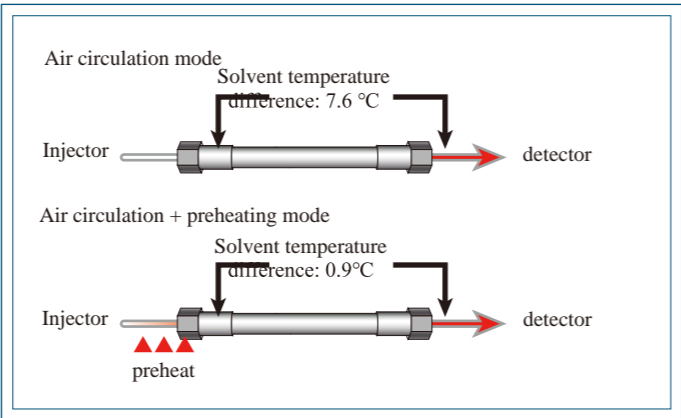 Air circulation mode
Solvent temperature
difference: 7.6 °C
Injector
detector
Air circulation + preheating mode
Solvent temperature
difference: 0.9°C
Injector
detector
preheat